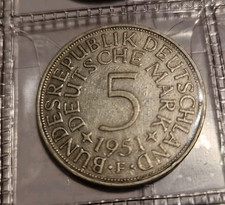 BUNDESREPUBLIK DEUTSCHLAND
DEUTSCHE MARK
5
1951
F